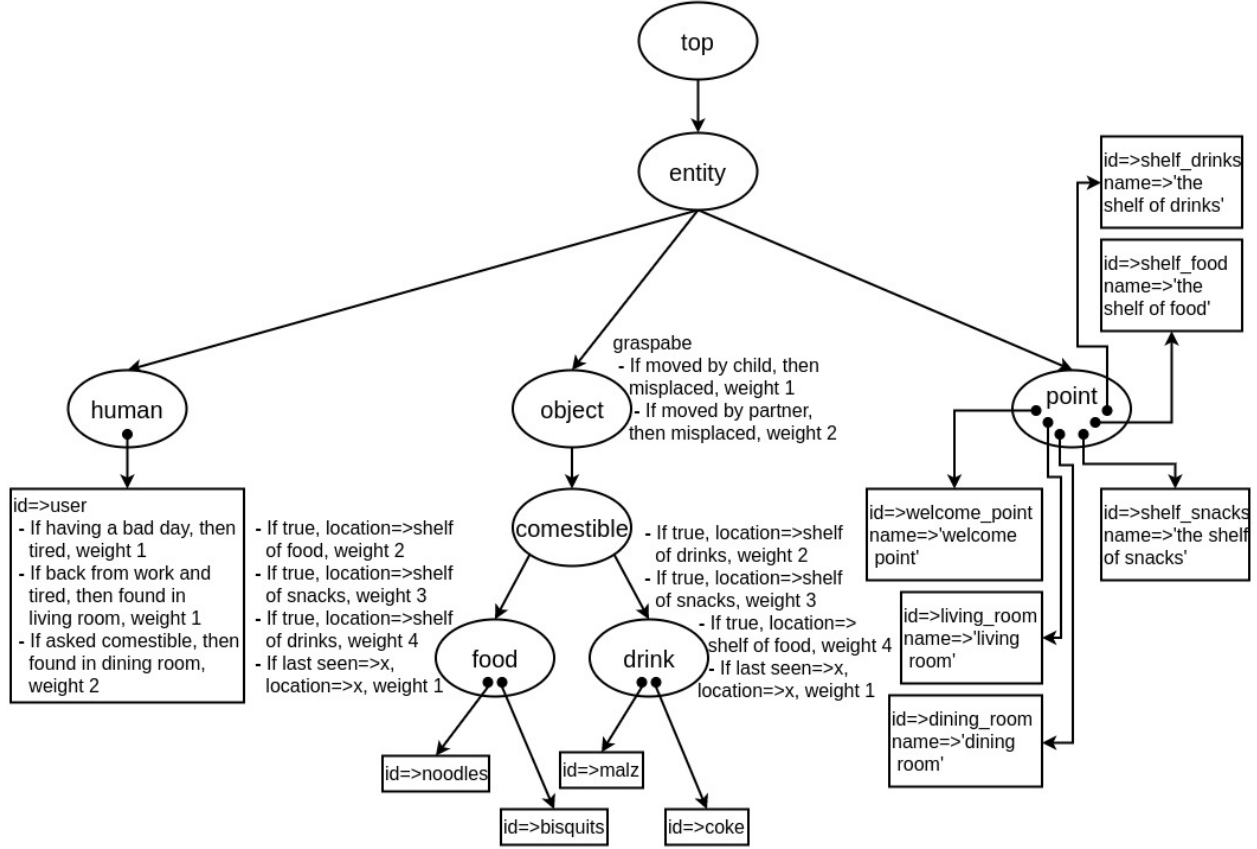 top
entity
id=>shelf_drinks
name=>'the
shelf of drinks'
id=>shelf_food
name=>'the
shelf of food'
graspabe
- If moved by child, then
misplaced, weight 1
- If moved by partner,
then misplaced, weight 2
human
object
point
id=>user
- If having a bad day, then
tired, weight 1
- If back from work and
tired, then found in
living room, weight 1
- If asked comestible, then
found in dining room,
weight 2
- If true, location=>shelf
of food, weight 2
- If true, location=>shelf
of snacks, weight 3
- If true, location=>shelf
of drinks, weight 4
- If last seen=>x,
location=>x, weight 1
comestible
- If true, location=>shelf
of drinks, weight 2
- If true, location=>shelf
of snacks, weight 3
- If true, location=>
shelf of food, weight 4
- If last seen=>x,
location=>x, weight 1
food
drink
id=>welcome_point
name=>'welcome
point'
id=>shelf_snacks
name=>'the shelf
of snacks'
id=>living_room
name=>'living
room'
id=>dining_room
name=>'dining
room'
id=>noodles
id=>malz
id=>bisquits
id=>coke